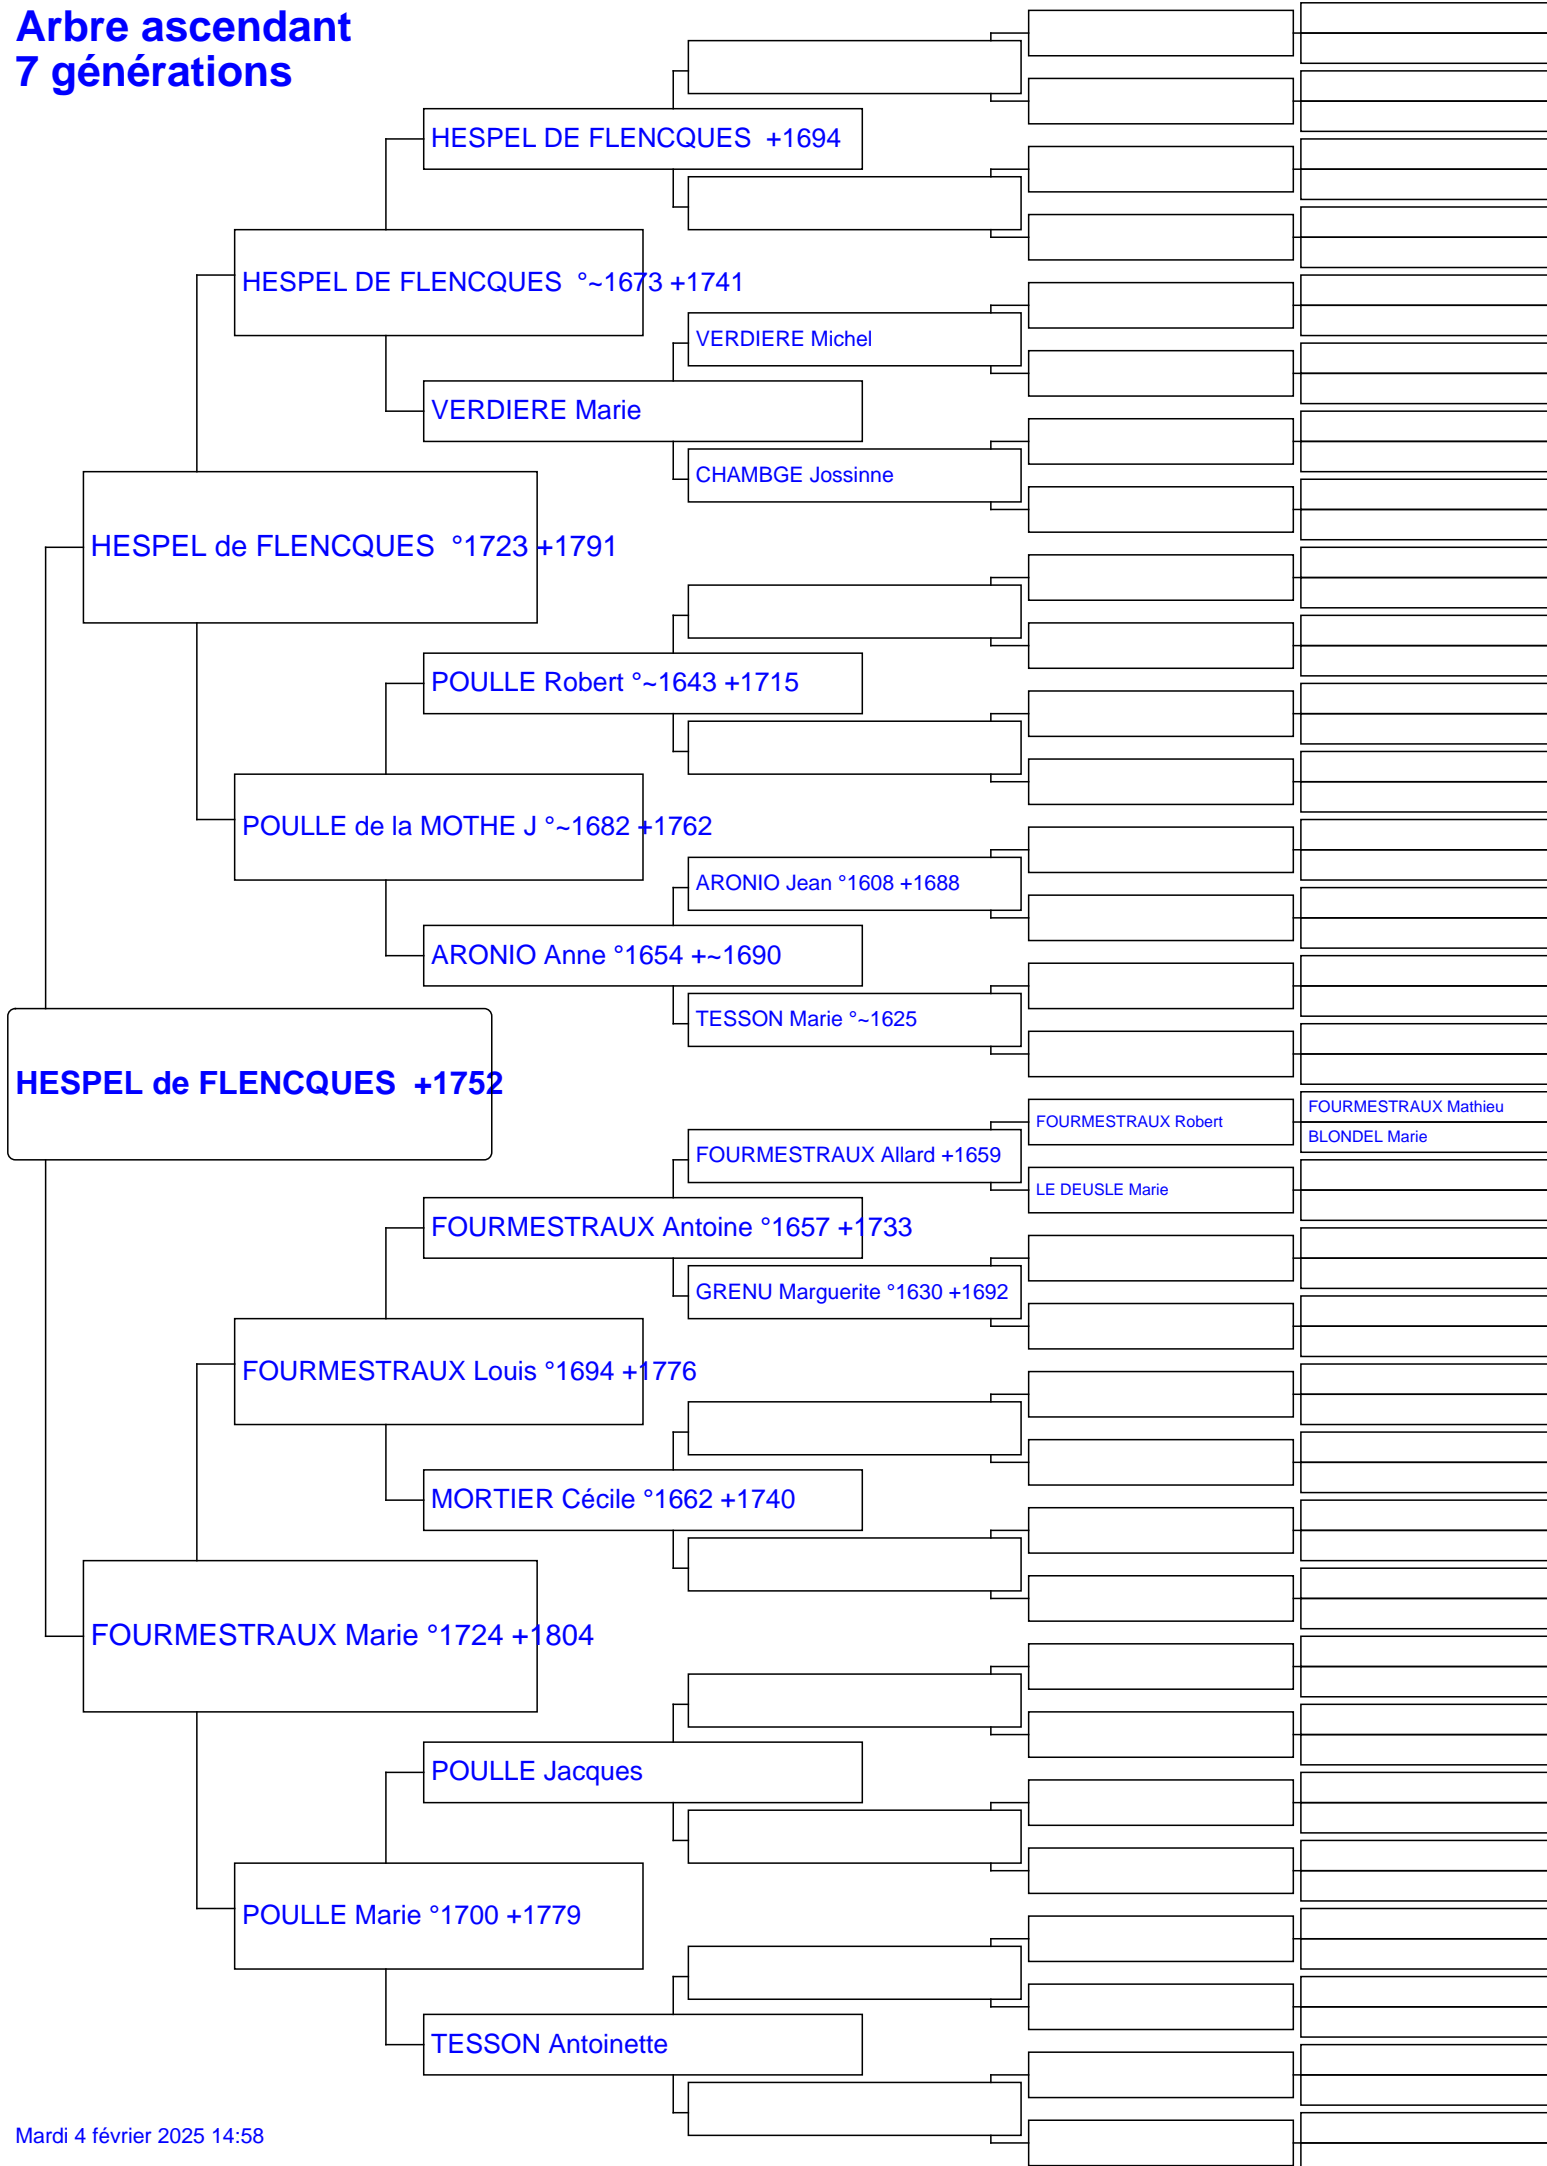 Arbre ascendant
7 générations
HESPEL DE FLENCQUES  +1694
HESPEL DE FLENCQUES  °~1673 +1741
VERDIERE Michel
VERDIERE Marie
CHAMBGE Jossinne
HESPEL de FLENCQUES  °1723 +1791
POULLE Robert °~1643 +1715
POULLE de la MOTHE J °~1682 +1762
ARONIO Jean °1608 +1688
ARONIO Anne °1654 +~1690
TESSON Marie °~1625
HESPEL de FLENCQUES  +1752
FOURMESTRAUX Mathieu
FOURMESTRAUX Robert
BLONDEL Marie
FOURMESTRAUX Allard +1659
LE DEUSLE Marie
FOURMESTRAUX Antoine °1657 +1733
GRENU Marguerite °1630 +1692
FOURMESTRAUX Louis °1694 +1776
MORTIER Cécile °1662 +1740
FOURMESTRAUX Marie °1724 +1804
POULLE Jacques
POULLE Marie °1700 +1779
TESSON Antoinette
Mardi 4 février 2025 14:58